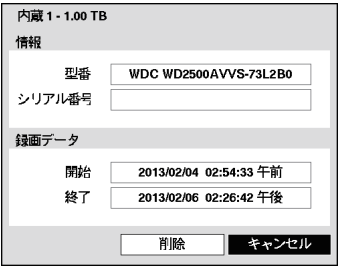 内蔵 1 - 1.00 TB
情報
型番 WDC WD2500AVVS-73L2B0
シリアル番号
録画データ
開始 2013/02/04 02:54:33 午前
終了 2013/02/06 02:26:42 午後
削除 キャンセル